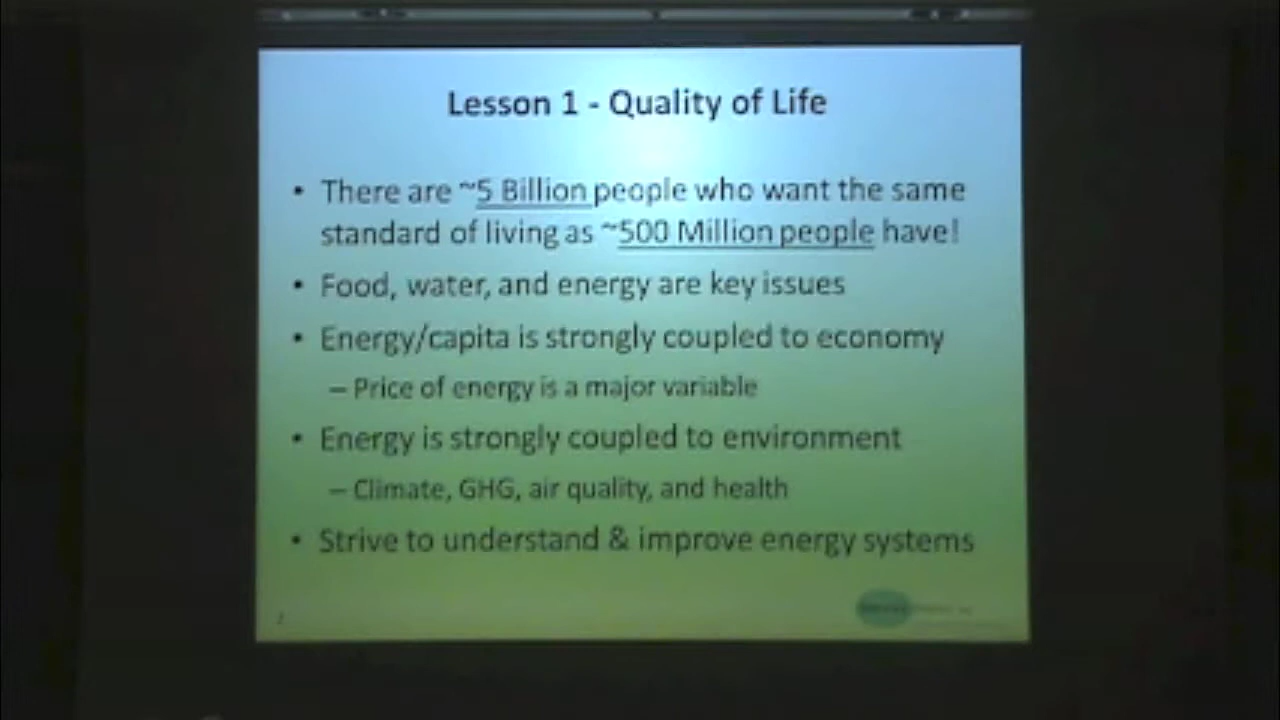 Lesson 1 - Quality of Life
• There are ~5 Billion people who want the same
standard of living as ~500 Million people have!
• Food, water, and energy are key issues
• Energy/capita is strongly coupled to economy
– Price of energy is a major variable
• Energy is strongly coupled to environment
– Climate, GHG, air quality, and health
• Strive to understand & improve energy systems